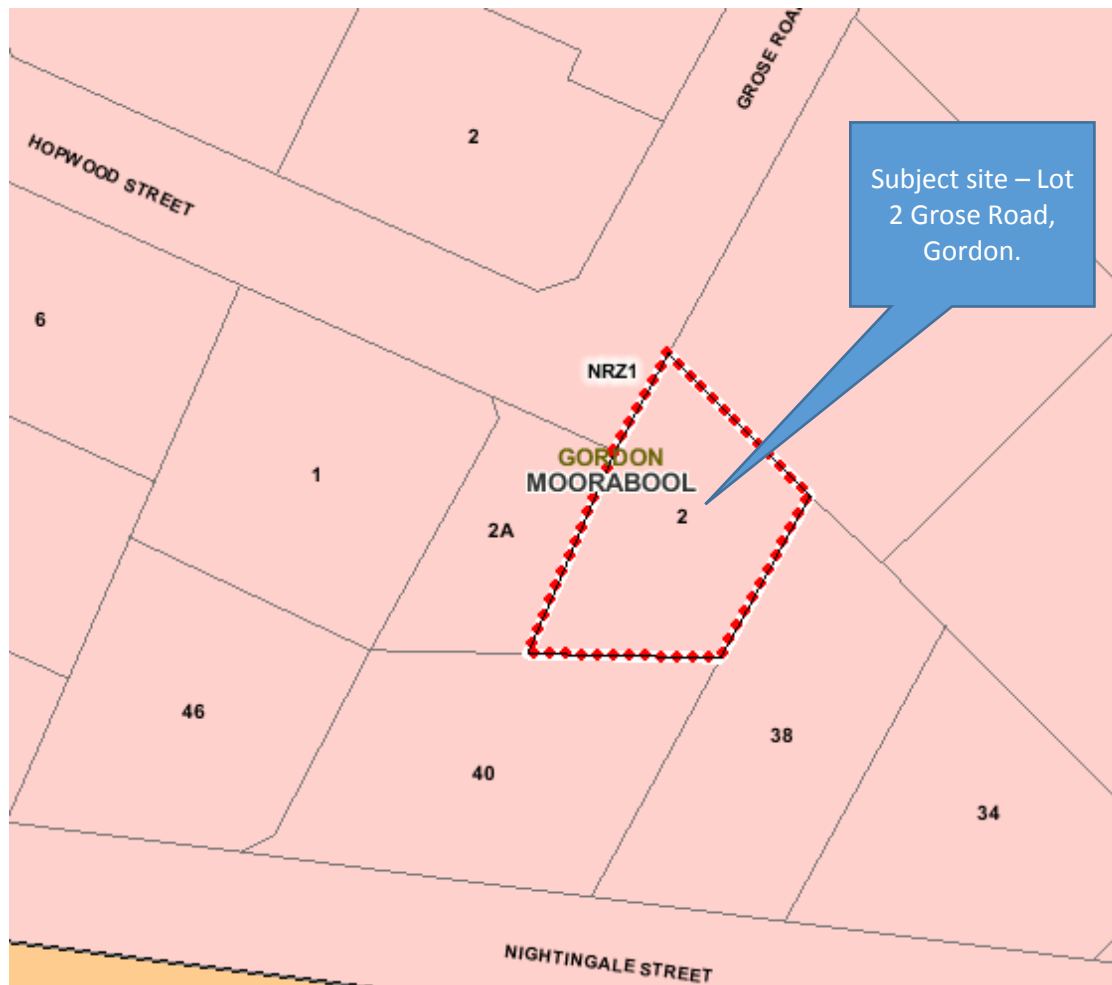 GROSE ROAD
2
HOPWOOD STREET
Subject site – Lot
2 Grose Road,
Gordon.
6
NRZ1
GORDON
MOORABOOL
1
2A
2
46
40
38
34
NIGHTINGALE STREET